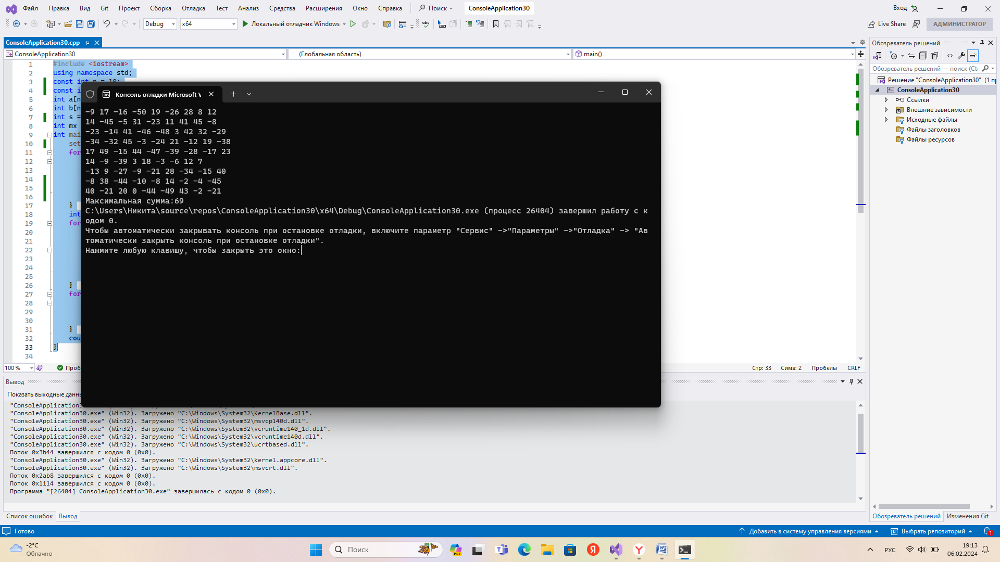 Файл Правка Вид Git Проект Сборка Отладка Тест Анализ Средства Расширения Окно Справка Поиск ConsoleApplication30 Вход
Debug x64 Локальный отладчик Windows Live Share АДМИНИСТРАТОР
ConsoleApplication30.cpp
ConsoleApplication30 (Глобальная область) main()
1 #include <iostream>
2 using namespace std;
3 const int n = 10;
4 const i
5 int a[n
6 int b[n
7 int s =
8 int mx
9 int mai
10 set
11 for
12
13
14
15
16
17 }
18 int
19 for
20
21
22
23
24
25
26 }
27 for
28
29
30
31 }
32 cou
33 }
34
Консоль отладки Microsoft V
-9 17 -16 -50 19 -26 28 8 12
14 -45 -5 31 -23 11 41 45 -8
-23 -14 41 -46 -48 3 42 32 -29
-34 -32 45 -3 -24 21 -12 19 -38
17 49 -15 44 -47 -39 -28 -17 23
14 -9 -39 3 18 -3 -6 12 7
-13 9 -27 -9 -21 28 -34 -15 40
-8 38 -44 -10 -8 14 -2 -4 -45
40 -21 20 0 -44 -49 43 -2 -21
Максимальная сумма:69
C:\Users\Никита\source\repos\ConsoleApplication30\x64\Debug\ConsoleApplication30.exe (процесс 26404) завершил работу с к
одом 0.
Чтобы автоматически закрывать консоль при остановке отладки, включите параметр "Сервис" ->"Параметры" ->"Отладка" -> "Ав
томатически закрыть консоль при остановке отладки".
Нажмите любую клавишу, чтобы закрыть это окно:
100 % Проб Стр: 33 Симв: 2 Пробелы CRLF
Вывод
Показать выходные данны
"ConsoleApplication3
"ConsoleApplication30.exe" (Win32). Загружено "C:\Windows\System32\KernelBase.dll".
"ConsoleApplication30.exe" (Win32). Загружено "C:\Windows\System32\msvcp140d.dll".
"ConsoleApplication30.exe" (Win32). Загружено "C:\Windows\System32\vcruntime140_1d.dll".
"ConsoleApplication30.exe" (Win32). Загружено "C:\Windows\System32\vcruntime140d.dll".
"ConsoleApplication30.exe" (Win32). Загружено "C:\Windows\System32\ucrtbased.dll".
Поток 0x3b44 завершился с кодом 0 (0x0).
"ConsoleApplication30.exe" (Win32). Загружено "C:\Windows\System32\kernel.appcore.dll".
"ConsoleApplication30.exe" (Win32). Загружено "C:\Windows\System32\msvcrt.dll".
Поток 0x2ab8 завершился с кодом 0 (0x0).
Поток 0x1114 завершился с кодом 0 (0x0).
Программа "[26404] ConsoleApplication30.exe" завершилась с кодом 0 (0x0).
Список ошибок Вывод
Обозреватель решений
Обозреватель решений — поиск (Ctr
Решение "ConsoleApplication30" (1 пр
ConsoleApplication30
Ссылки
Внешние зависимости
Исходные файлы
Файлы заголовков
Файлы ресурсов
Обозреватель решений Изменения Git
Готово Добавить в систему управления версиями Выбрать репозиторий 1
-2°C
Облачно
Поиск
PRE
РУС
19:13
06.02.2024